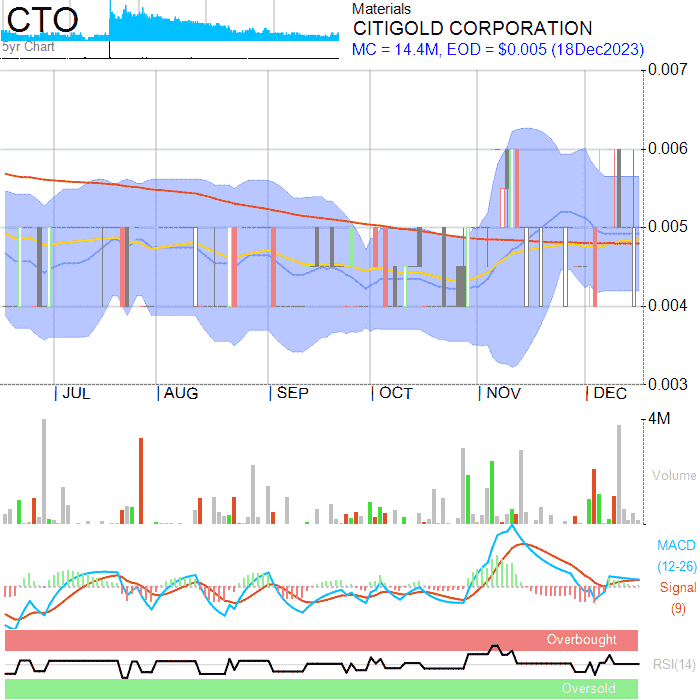 CTO
5yr Chart
Materials
CITIGOLD CORPORATION
MC = 14.4M, EOD = $0.005 (18Dec2023)
0.007
0.006
0.005
0.004
0.003
JUL AUG SEP OCT NOV DEC
4M
Volume
MACD
(12-26)
Signal
(9)
Overbought
RSI(14)
Oversold